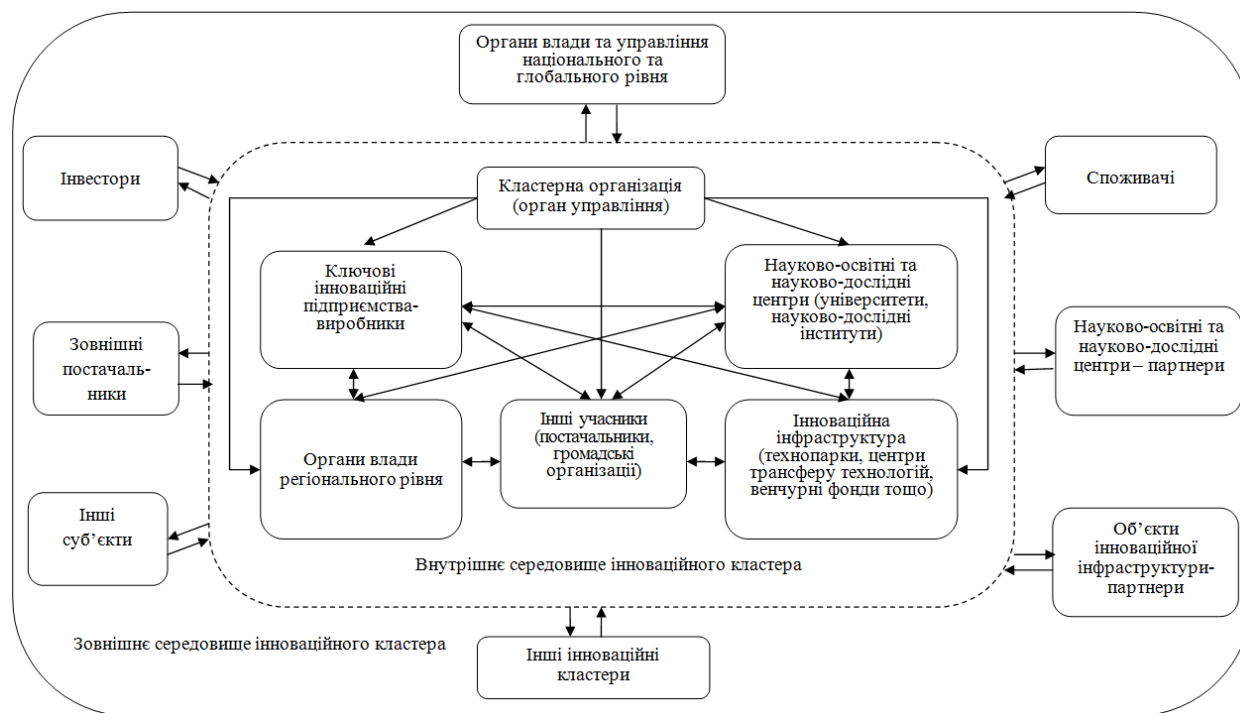 Органи влади та управління
національного та
глобального рівня
Інвестори
Кластерна організація
(орган управління)
Споживачі
Ключові
інноваційні
підприємства-
виробники
Науково-освітні та
науково-дослідні
центри (університети,
науково-дослідні
інститути)
Зовнішні
постачаль-
ники
Науково-освітні та
науково-дослідні
центри – партнери
Органи влади
регіонального рівня
Інші учасники
(постачальники,
громадські
організації)
Інноваційна
інфраструктура
(технопарки, центри
трансферу технологій,
венчурні фонди тощо)
Інші
суб’єкти
Об’єкти
інноваційної
інфраструктури-
партнери
Внутрішнє середовище інноваційного кластера
Зовнішнє середовище інноваційного кластера
Інші інноваційні
кластери